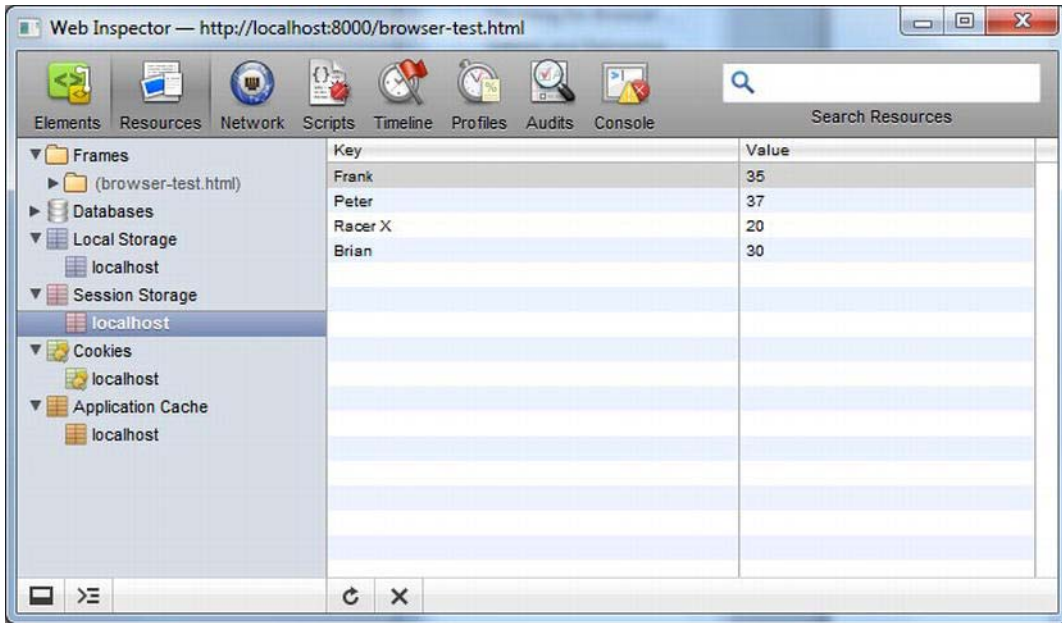 Web Inspector — http://localhost:8000/browser-test.html
Elements Resources Network Scripts Timeline Profiles Audits Console Search Resources
Frames
(browser-test.html)
Databases
Local Storage
localhost
Session Storage
localhost
Cookies
localhost
Application Cache
localhost
Key Value
Frank 35
Peter 37
Racer X 20
Brian 30